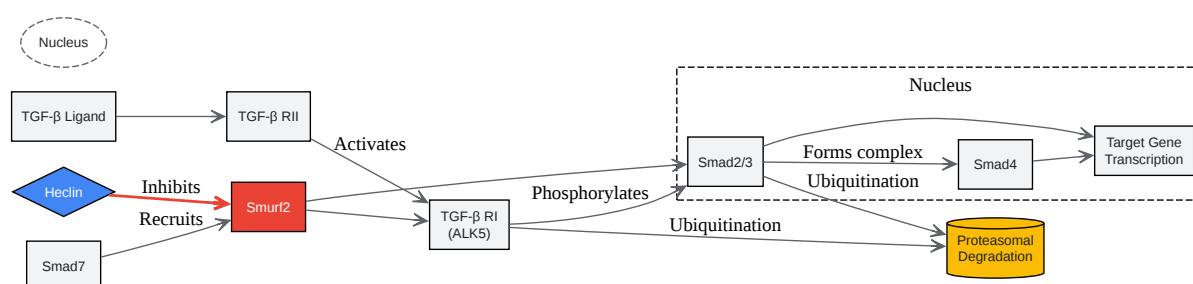 Nucleus
Nucleus
TGF-β Ligand
TGF-β RII
Activates
Smad2/3
Forms complex
Smad4
Target Gene
Transcription
Heclin
Inhibits
Smurf2
Phosphorylates
Ubiquitination
Recruits
TGF-β RI
(ALK5)
Ubiquitination
Proteasomal
Degradation
Smad7